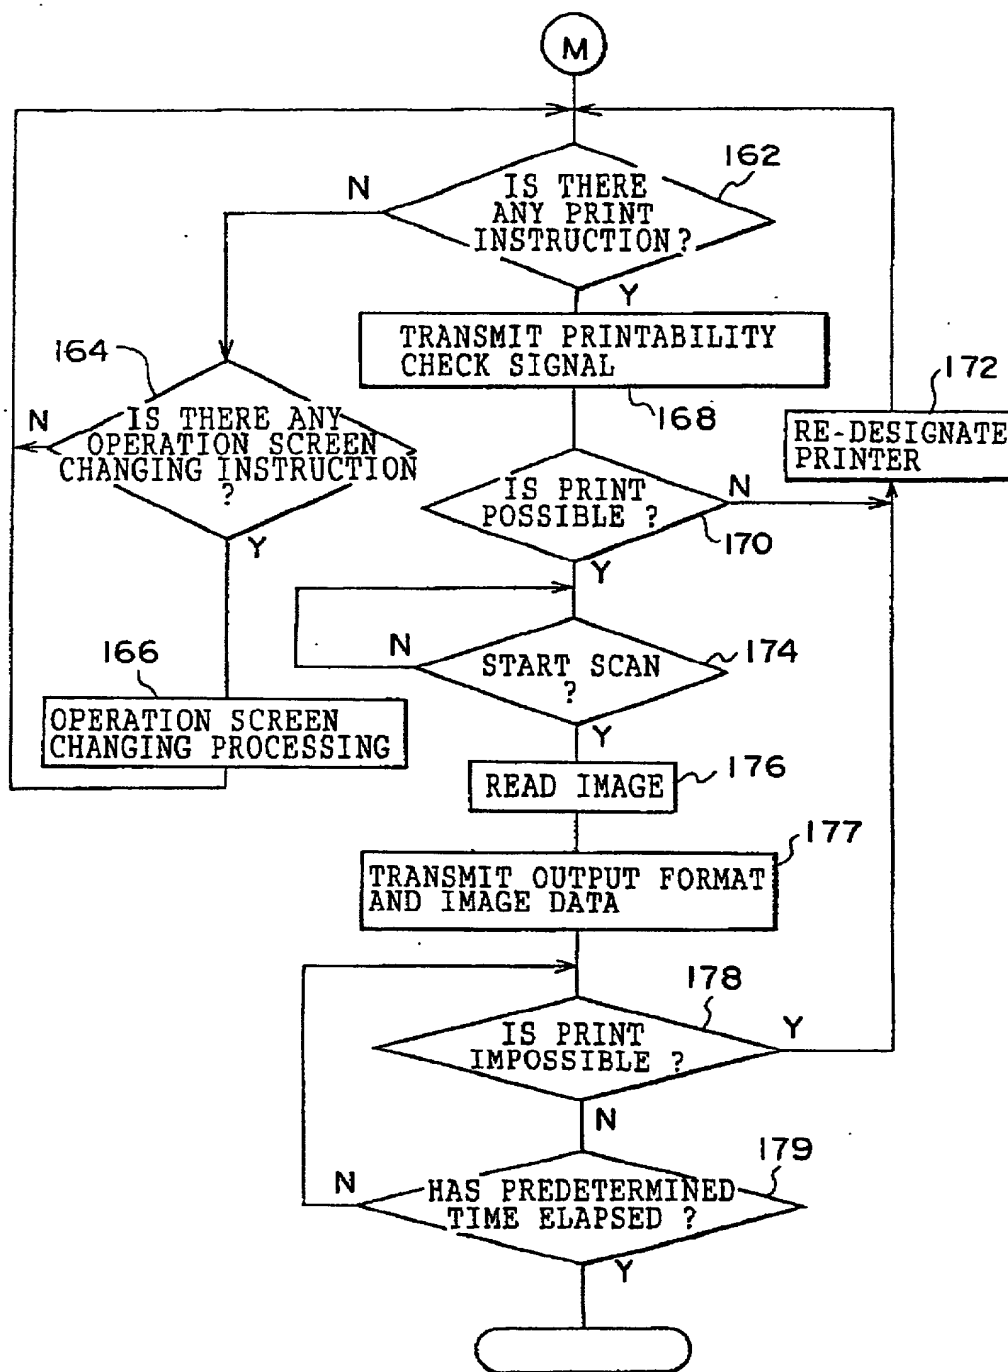 M
162
N
IS THERE
ANY PRINT
INSTRUCTION?
Y
TRANSMIT PRINTABILITY
CHECK SIGNAL
168
164
N
IS THERE ANY
OPERATION SCREEN
CHANGING INSTRUCTION
?
Y
172
RE-DESIGNATE
PRINTER
IS PRINT
POSSIBLE ?
N
170
Y
N
START SCAN
?
174
Y
166
OPERATION SCREEN
CHANGING PROCESSING
READ IMAGE
176
177
TRANSMIT OUTPUT FORMAT
AND IMAGE DATA
178
IS PRINT
IMPOSSIBLE ?
Y
N
179
N
HAS PREDETERMINED
TIME ELAPSED ?
Y